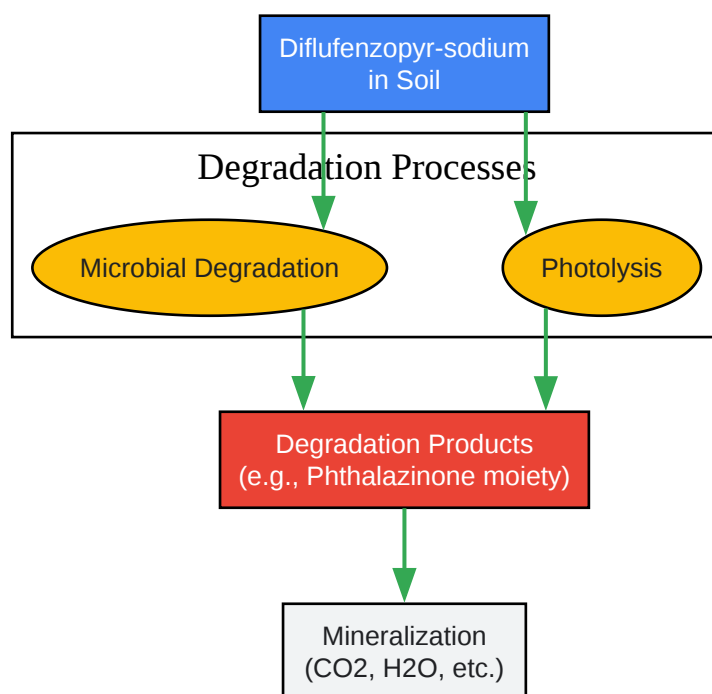 Diflufenzopyr-sodium
in Soil
Degradation Processes
Microbial Degradation
Photolysis
Degradation Products
(e.g., Phthalazinone moiety)
Mineralization
(CO2, H2O, etc.)